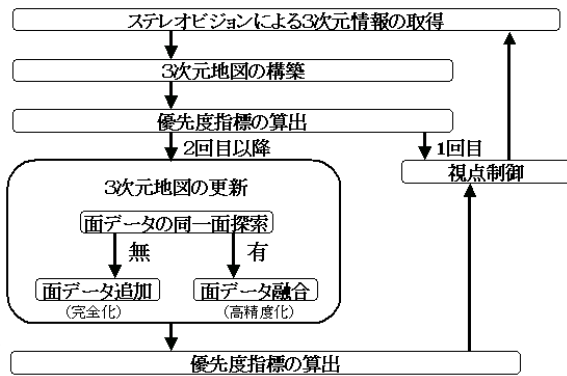 ステレオビジョンによる3次元情報の取得
3次元地図の構築
優先度指標の算出
2回目以降
1回目
視点制御
3次元地図の更新
面データの同一面探索
無
有
面データ追加
面データ融合
(完全化)
(高精度化)
優先度指標の算出